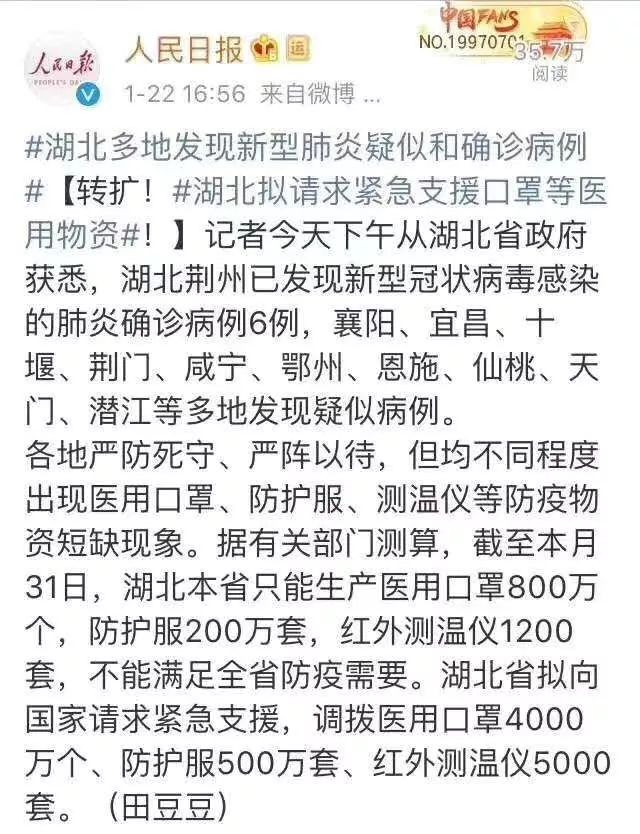 中国FANS
NO.19970701
人民日报
人民日报
PEOPLE'S DA
35.7万
阅读
1-22 16:56 来自微博 ...
#湖北多地发现新型肺炎疑似和确诊病例
#【转扩！#湖北拟请求紧急支援口罩等医
用物资#！】记者今天下午从湖北省政府
获悉，湖北荆州已发现新型冠状病毒感染
的肺炎确诊病例6例，襄阳、宜昌、十
堰、荆门、咸宁、鄂州、恩施、仙桃、天
门、潜江等多地发现疑似病例。
各地严防死守、严阵以待，但均不同程度
出现医用口罩、防护服、测温仪等防疫物
资短缺现象。据有关部门测算，截至本月
31日，湖北本省只能生产医用口罩800万
个，防护服200万套，红外测温仪1200
套，不能满足全省防疫需要。湖北省拟向
国家请求紧急支援，调拨医用口罩4000
万个、防护服500万套、红外测温仪5000
套。（田豆豆）